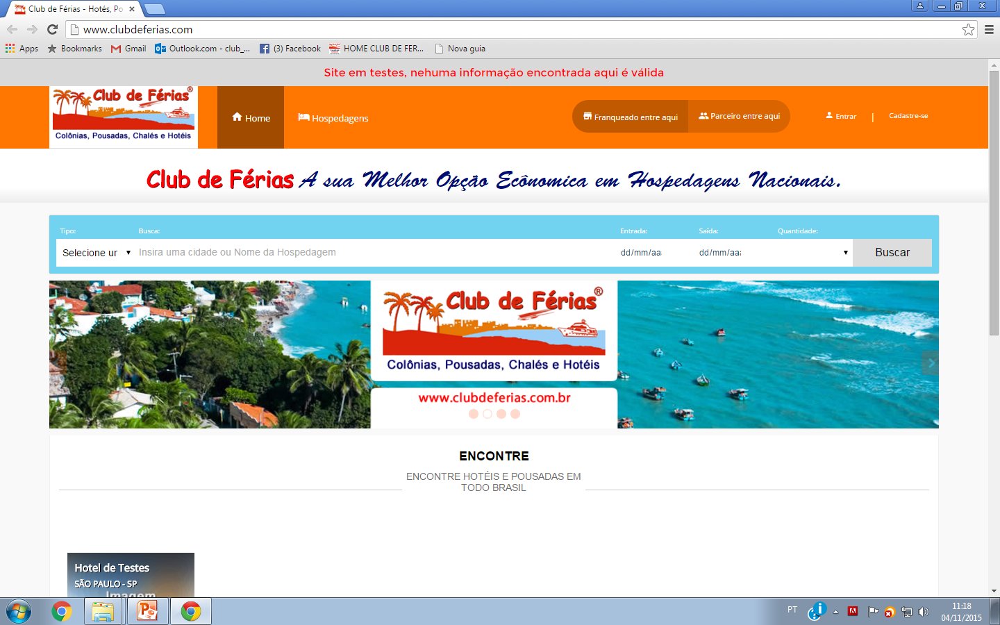 Club de Férias - Hotés, Po
www.clubdeferias.com
Apps Bookmarks Gmail Outlook.com - club_... (3) Facebook HOME CLUB DE FER... Nova guia
Site em testes, nehuma informação encontrada aqui é válida
Club de Férias®
Colônias, Pousadas, Chalés e Hotéis
Home Hospedagens Franqueado entre aqui Parceiro entre aqui Entrar | Cadastre-se
Club de Férias A sua Melhor Opção Ecônomica em Hospedagens Nacionais.
Tipo: Busca: Entrada: Saída: Quantidade:
Selecione ur Insira uma cidade ou Nome da Hospedagem dd/mm/aa dd/mm/aa Buscar
Club de Férias®
Colônias, Pousadas, Chalés e Hotéis
www.clubdeferias.com.br
ENCONTRE
ENCONTRE HOTÉIS E POUSADAS EM
TODO BRASIL
Hotel de Testes
SÃO PAULO - SP
Imagem
PT 11:18
04/11/2015